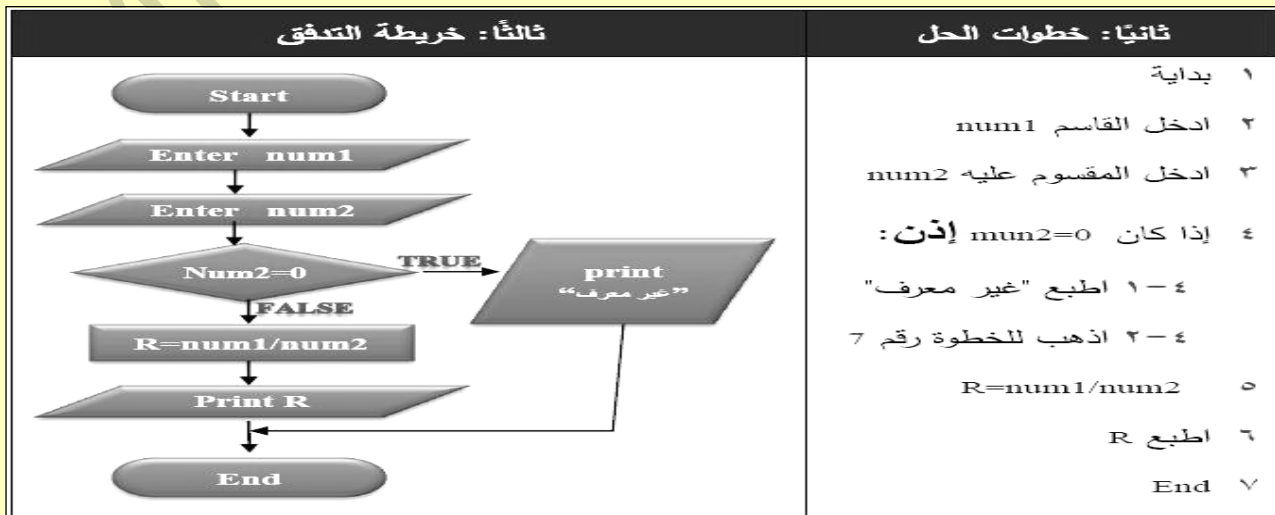 ثانيًا: خطوات الحل
١ بداية
٢ ادخل القاسم num1
٣ ادخل المقسوم عليه num2
٤ إذا كان mun2=0 إذن:
٤-١ اطبع "غير معرف"
٤-٢ اذهب للخطوة رقم 7
٥ R=num1/num2
٦ اطبع R
٧ End
ثالثًا: خريطة التدفق
Start
Enter num1
Enter num2
Num2=0
TRUE
print
"غير معرف"
FALSE
R=num1/num2
Print R
End